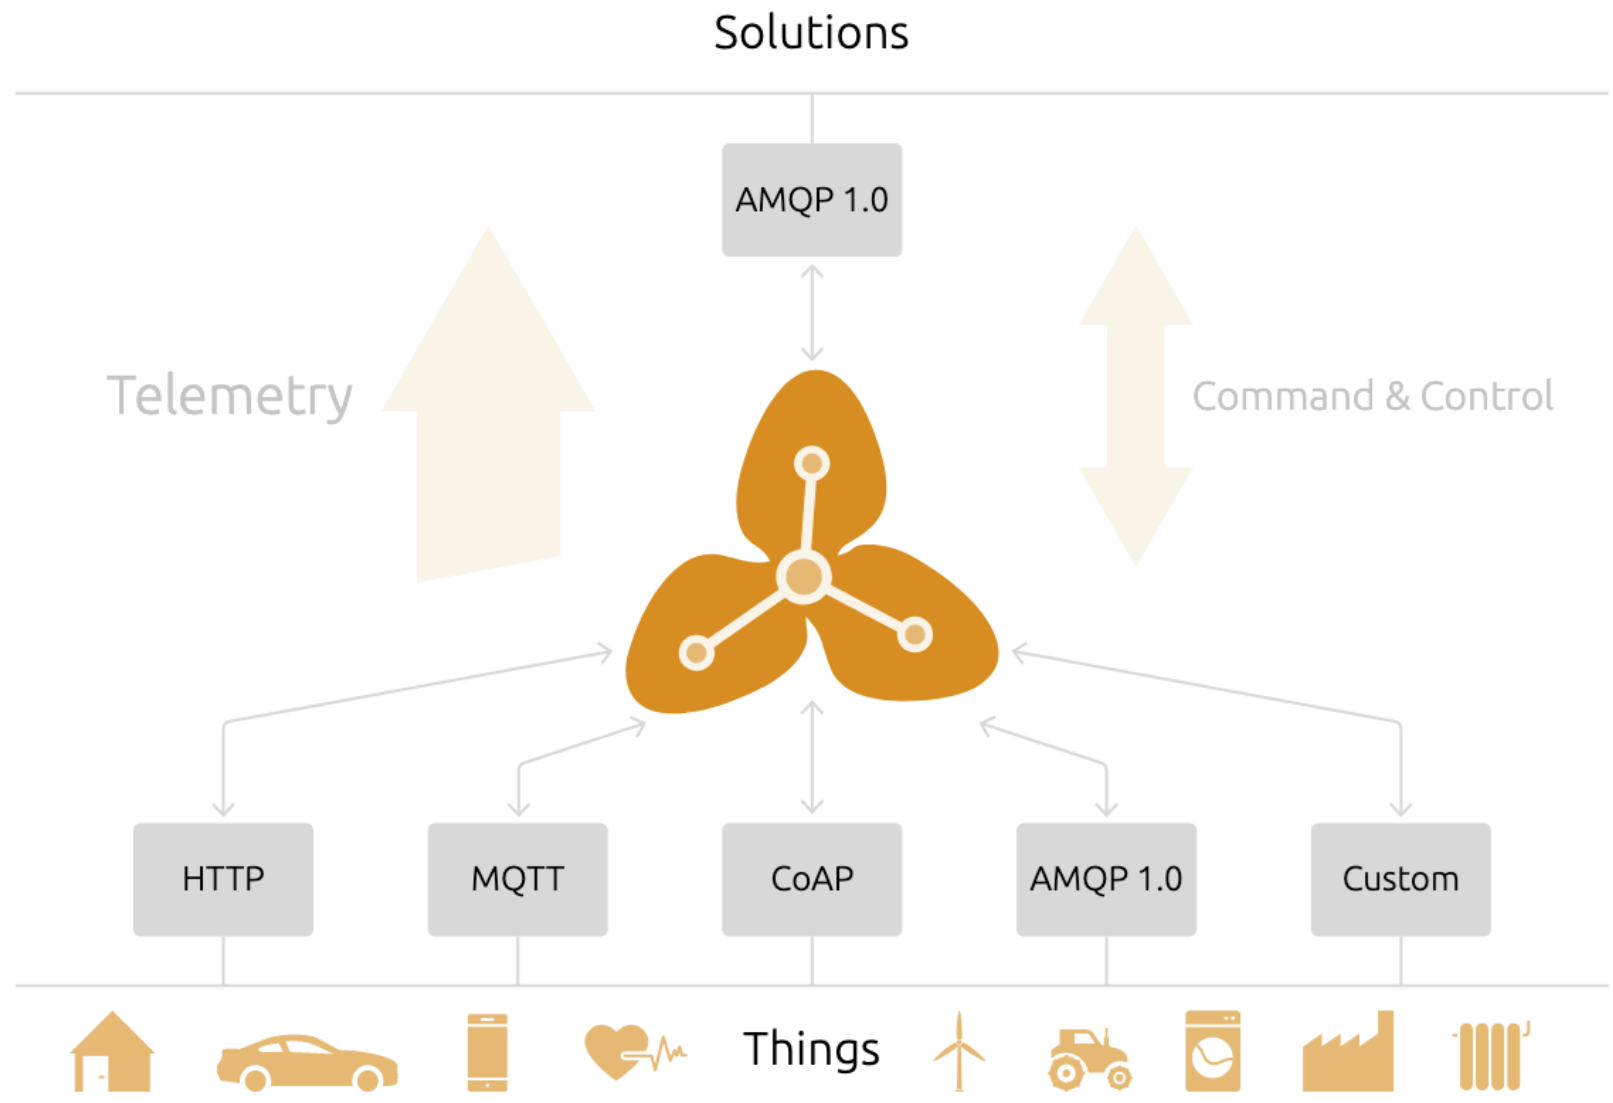 Solutions
AMQP 1.0
Telemetry
Command & Control
HTTP
MQTT
CoAP
AMQP 1.0
Custom
Things